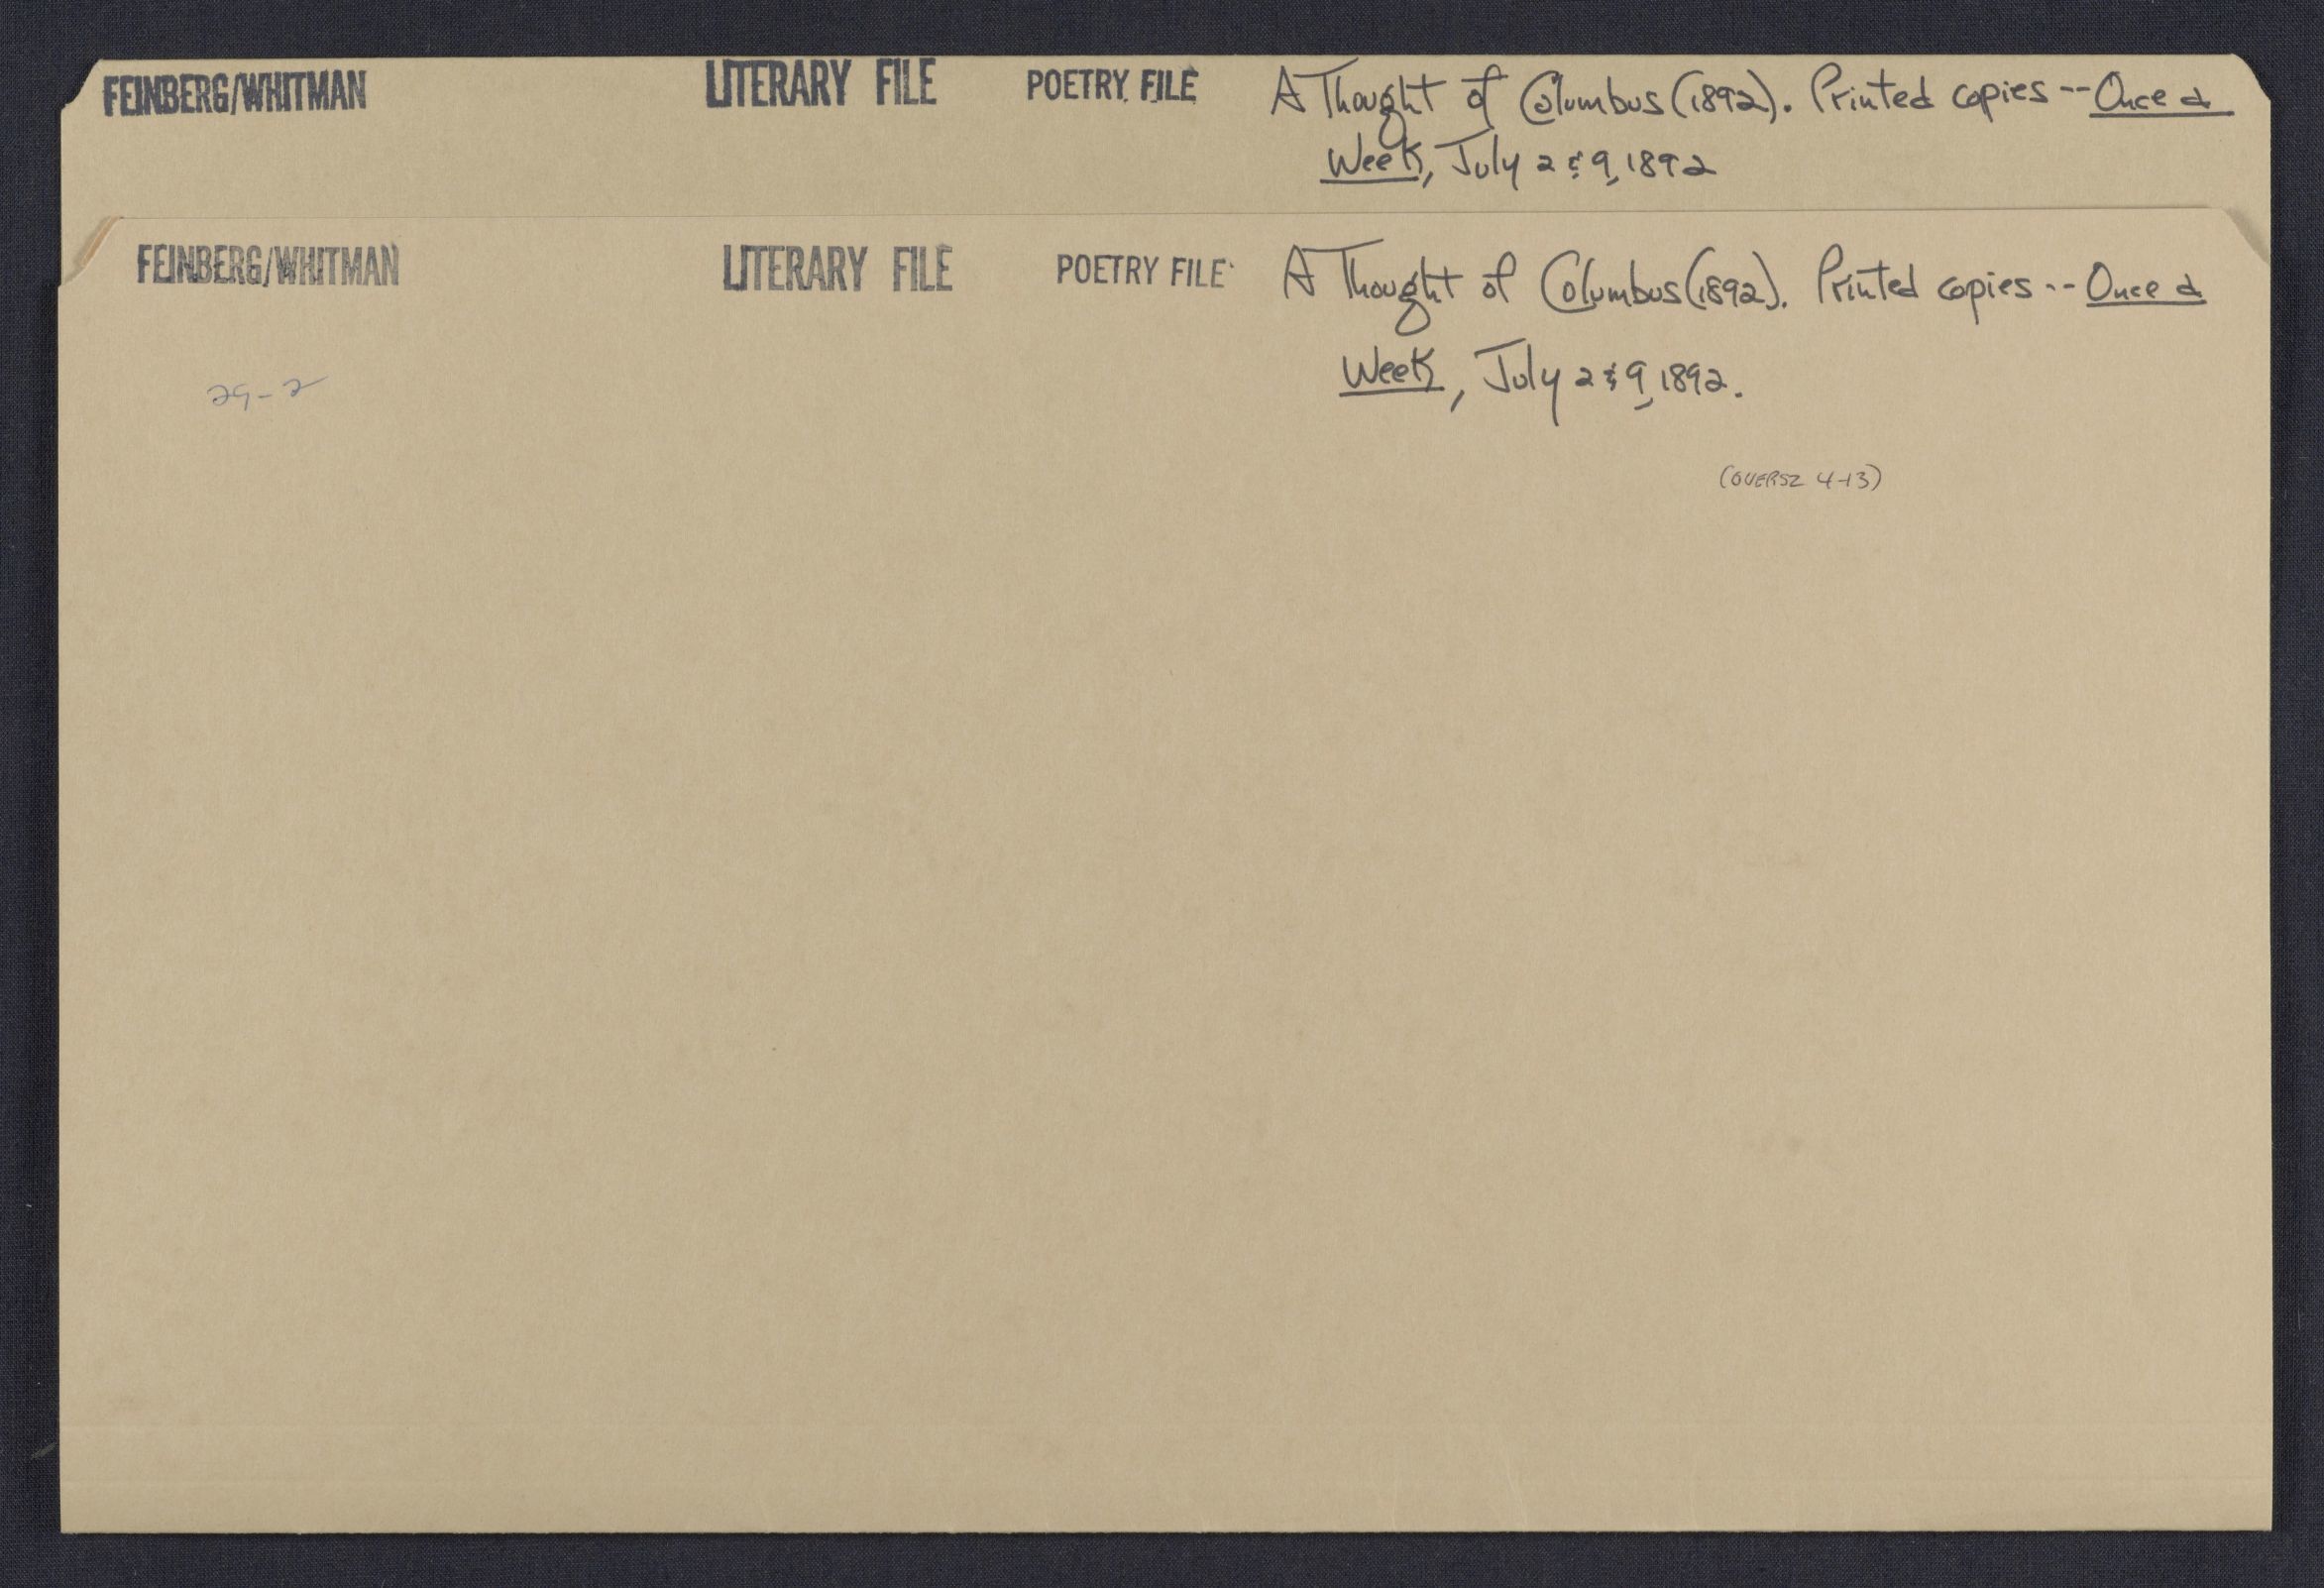 FEINBERG/WHITMAN LITERARY FILE POETRY FILE A Thought of Columbus (1892). Printed copies -- Once a
Week, July 2 & 9, 1892
FEINBERG/WHITMAN LITERARY FILE POETRY FILE A Thought of Columbus (1892). Printed copies -- Once a
Week, July 2 & 9, 1892.
29-2
(OVERSZ 4-13)